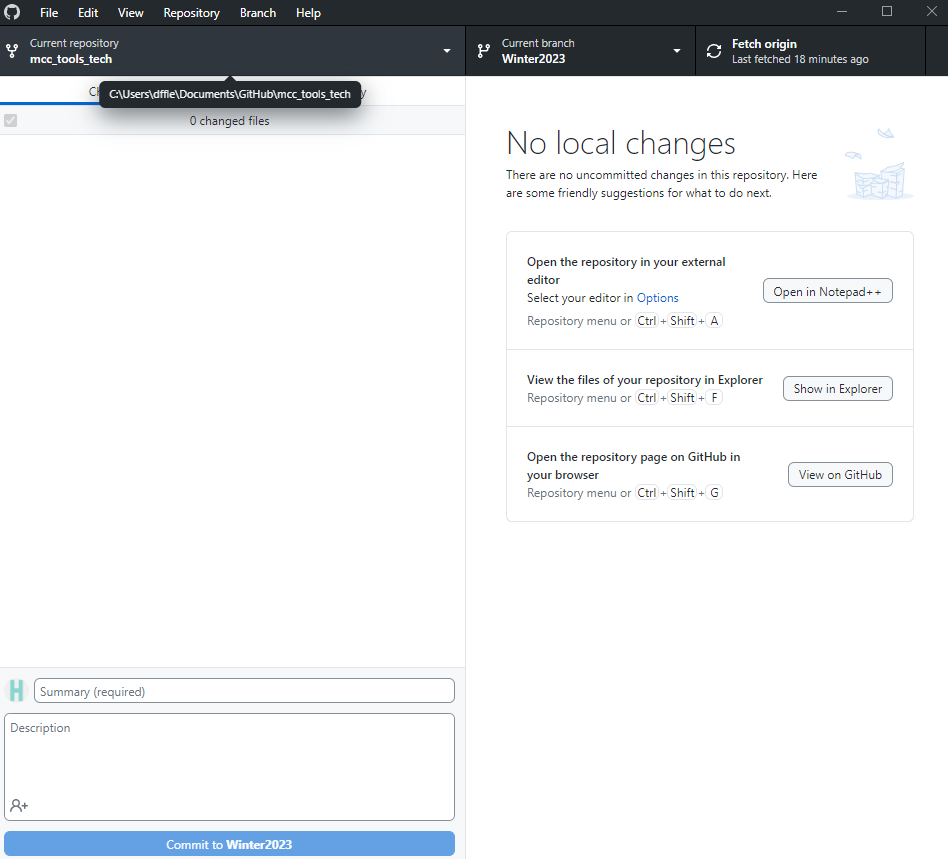 File Edit View Repository Branch Help
Current repository
mcc_tools_tech
Current branch
Winter2023
Fetch origin
Last fetched 18 minutes ago
C:\Users\dffle\Documents\GitHub\mcc_tools_tech
0 changed files
No local changes
There are no uncommitted changes in this repository. Here
are some friendly suggestions for what to do next.
Open the repository in your external
editor
Select your editor in Options
Repository menu or Ctrl + Shift + A
Open in Notepad++
View the files of your repository in Explorer
Repository menu or Ctrl + Shift + F
Show in Explorer
Open the repository page on GitHub in
your browser
Repository menu or Ctrl + Shift + G
View on GitHub
H
Summary (required)
Description
Commit to Winter2023